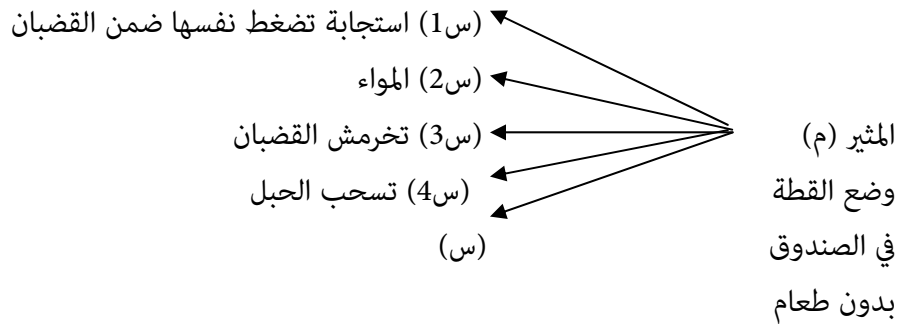 (س1) استجابة تضغط نفسها ضمن القضبان
(س2) المواء
المثير (م)
(س3) تخرمش القضبان
وضع القطة
(س4) تسحب الحبل
في الصندوق
(س)
بدون طعام